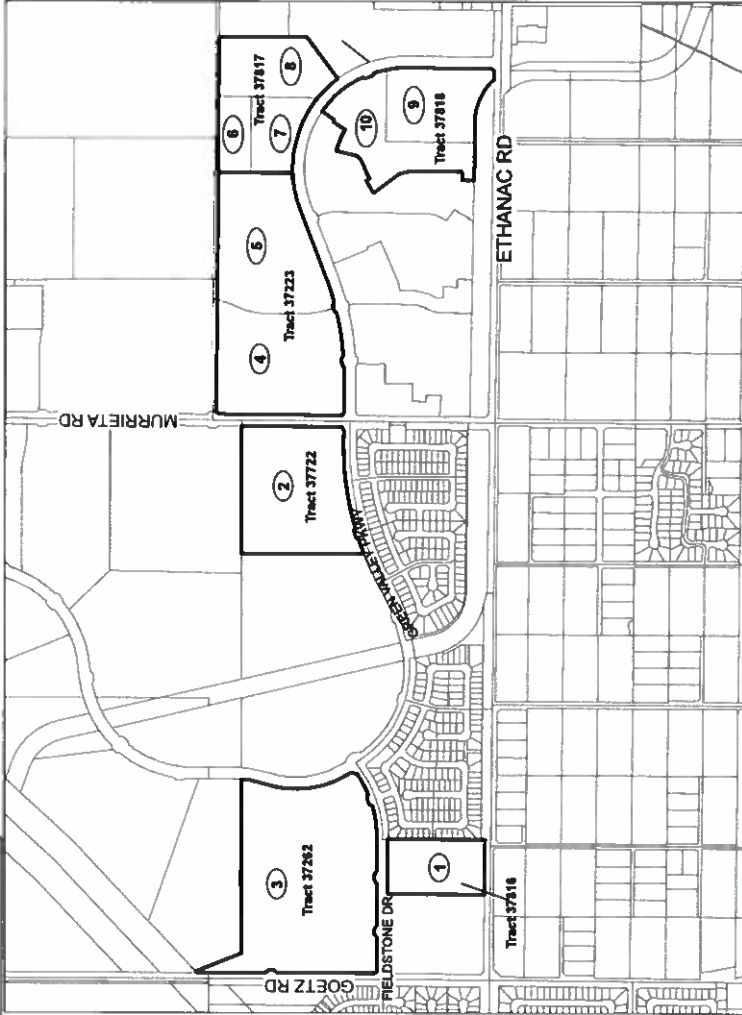 Tract 37817
8
6
7
10
9
Tract 37818
5
Tract 37223
4
ETHANAC RD
MURRIETA RD
2
Tract 37722
GREEN VALLEY PKWY
3
Tract 37262
1
Tract 37816
FIELDSTONE DR
GOETZ RD